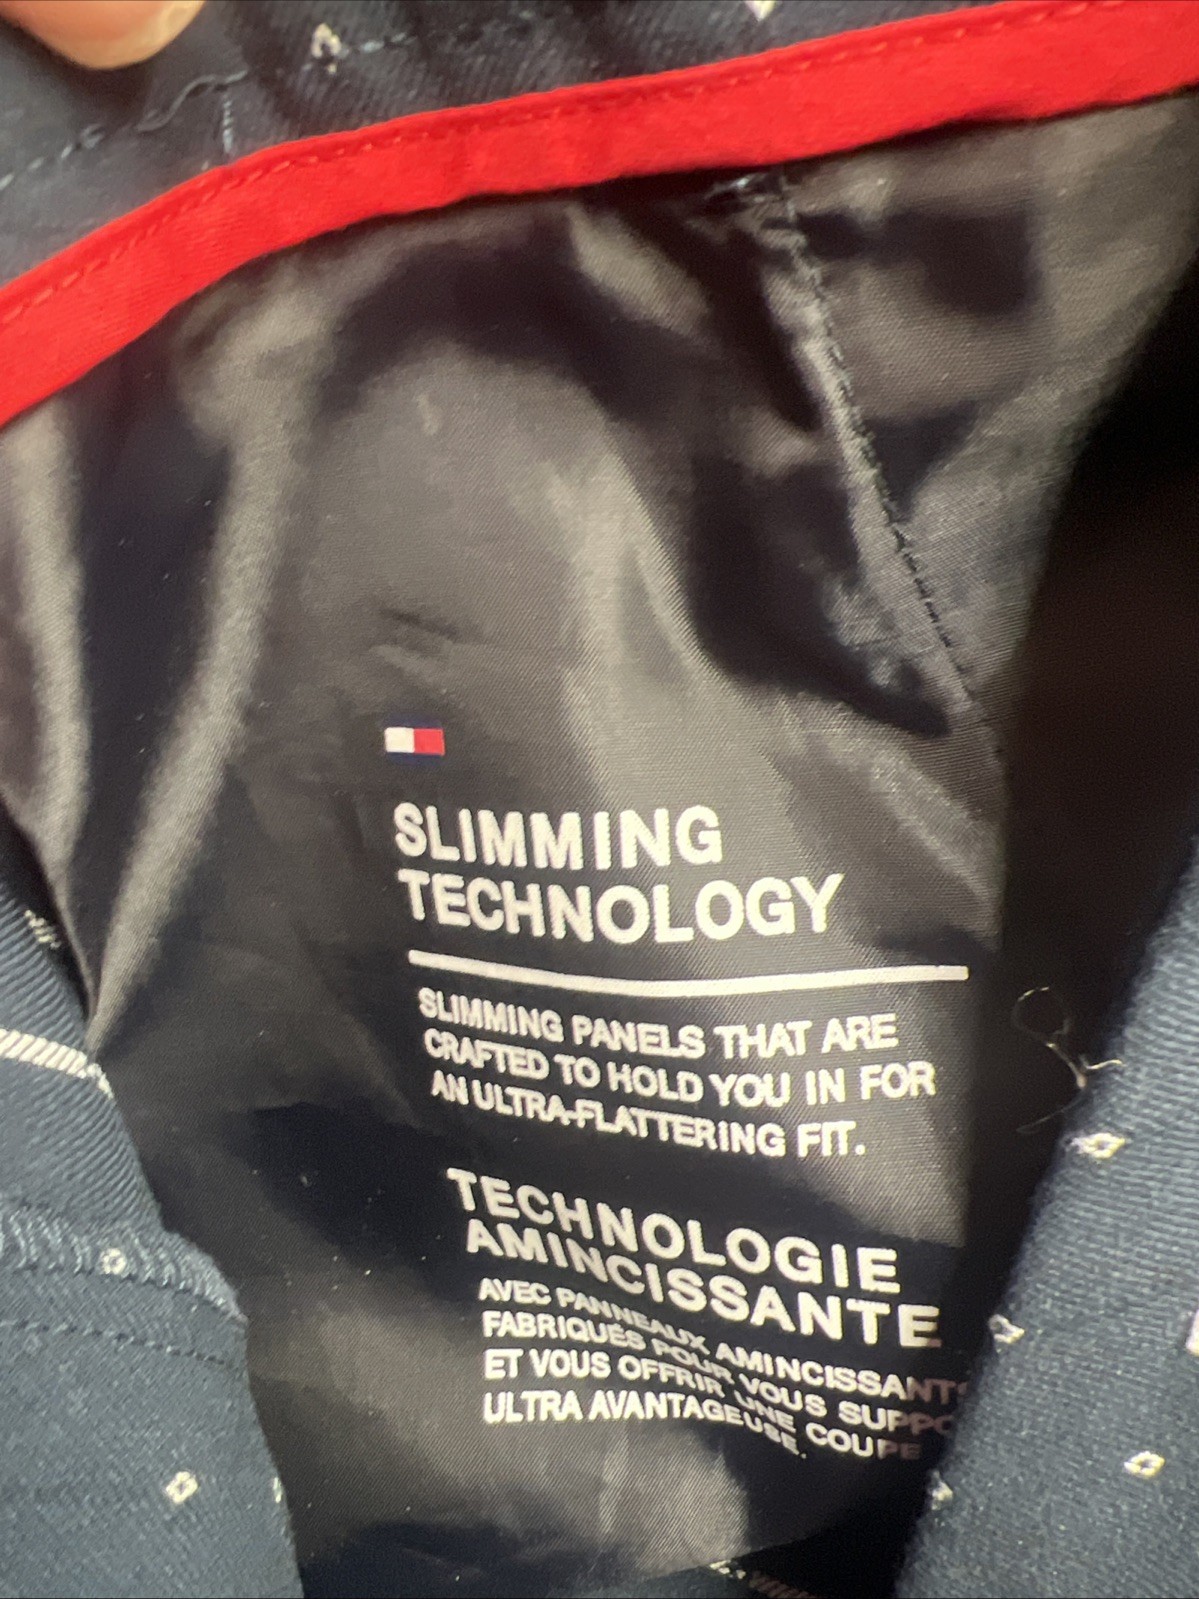 SLIMMING
TECHNOLOGY
SLIMMING PANELS THAT ARE
CRAFTED TO HOLD YOU IN FOR
AN ULTRA-FLATTERING FIT.
TECHNOLOGIE
AMINCISSANTE
AVEC PANNEAUX AMINCISSANTS
FABRIQUÉS POUR VOUS
ET VOUS OFFRIR UNE COUPE
ULTRA AVANTAGEUSE.